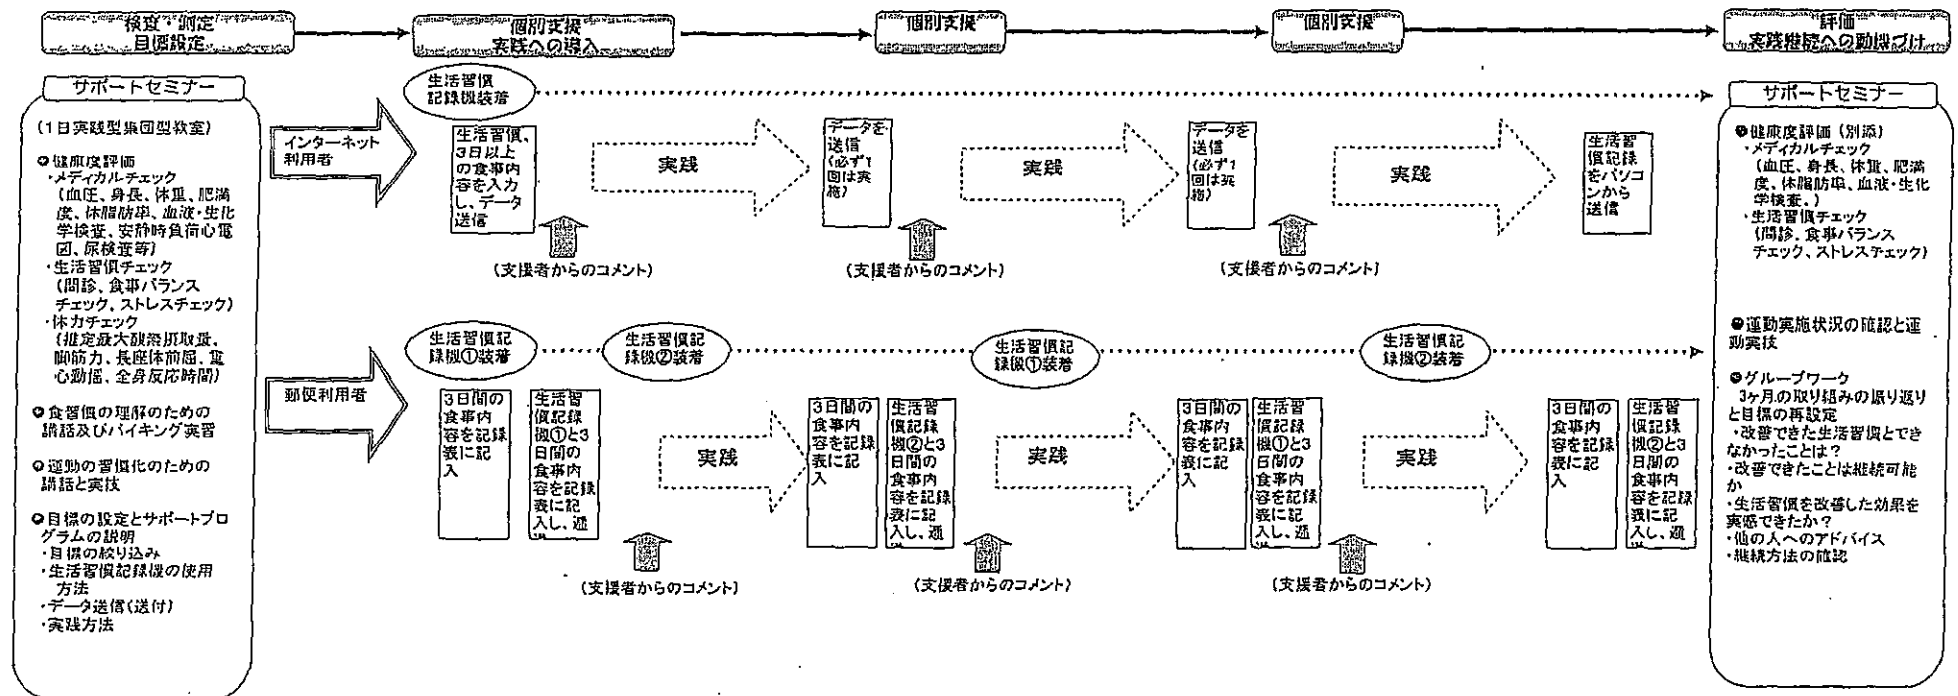 検査・測定
目標設定
個別支援
実践への導入
個別支援
個別支援
評価
実践継続への動機づけ
サポートセミナー
(1日実践型集団型教室)
健康度評価
・メディカルチェック
(血圧、身長、体重、肥満
度、体脂肪率、血液・生化
学検査、安静時負荷心電
図、尿検査等)
・生活習慣チェック
(問診、食事バランス
チェック、ストレスチェック)
・体力チェック
(推定最大酸素摂取量、
脚筋力、長座体前屈、重
心動揺、全身反応時間)
食習慣の理解のための
講話及びバイキング実習
運動の習慣化のための
講話と実技
目標の設定とサポートプロ
グラムの説明
・目標の絞り込み
・生活習慣記録機の使用
方法
・データ送信(送付)
・実践方法
インターネット
利用者
生活習慣
記録機装着
生活習慣、
3日以上
の食事内
容を入力
し、データ
送信
実践
データを
送信
(必ず1
回は実
施)
実践
データを
送信
(必ず1
回は実
施)
実践
生活習
慣記録
をパソコ
ンから
送信
(支援者からのコメント)
(支援者からのコメント)
(支援者からのコメント)
郵便利用者
生活習慣記
録機①装着
生活習慣記
録機②装着
生活習慣記
録機①装着
生活習慣記
録機②装着
3日間の
食事内
容を記録
表に記
入
生活習
慣記録
機①と3
日間の
食事内
容を記録
表に記
入し、返
実践
3日間の
食事内
容を記録
表に記
入
生活習
慣記録
機②と3
日間の
食事内
容を記録
表に記
入し、返
実践
3日間の
食事内
容を記録
表に記
入
生活習
慣記録
機①と3
日間の
食事内
容を記録
表に記
入し、返
実践
3日間の
食事内
容を記録
表に記
入
生活習
慣記録
機②と3
日間の
食事内
容を記録
表に記
入し、返
(支援者からのコメント)
(支援者からのコメント)
(支援者からのコメント)
サポートセミナー
健康度評価(別添)
・メディカルチェック
(血圧、身長、体重、肥満
度、体脂肪率、血液・生化
学検査、)
・生活習慣チェック
(問診、食事バランス
チェック、ストレスチェック)
運動実施状況の確認と運
動実技
グループワーク
3ヶ月の取り組みの振り返り
と目標の再設定
・改善できた生活習慣とでき
なかったことは?
・改善できたことは継続可能
か
・生活習慣を改善した効果を
実感できたか?
・他の人へのアドバイス
・継続方法の確認